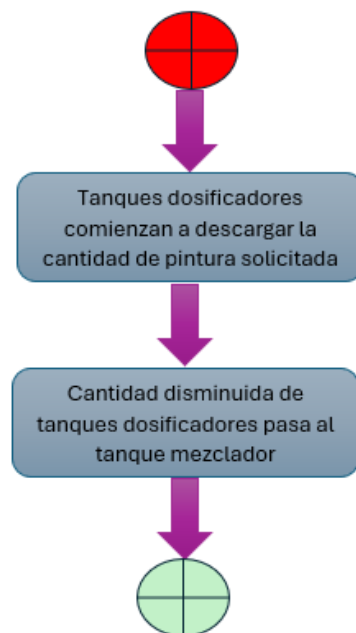 Tanques dosificadores
comienzan a descargar la
cantidad de pintura solicitada
Cantidad disminuida de
tanques dosificadores pasa al
tanque mezclador